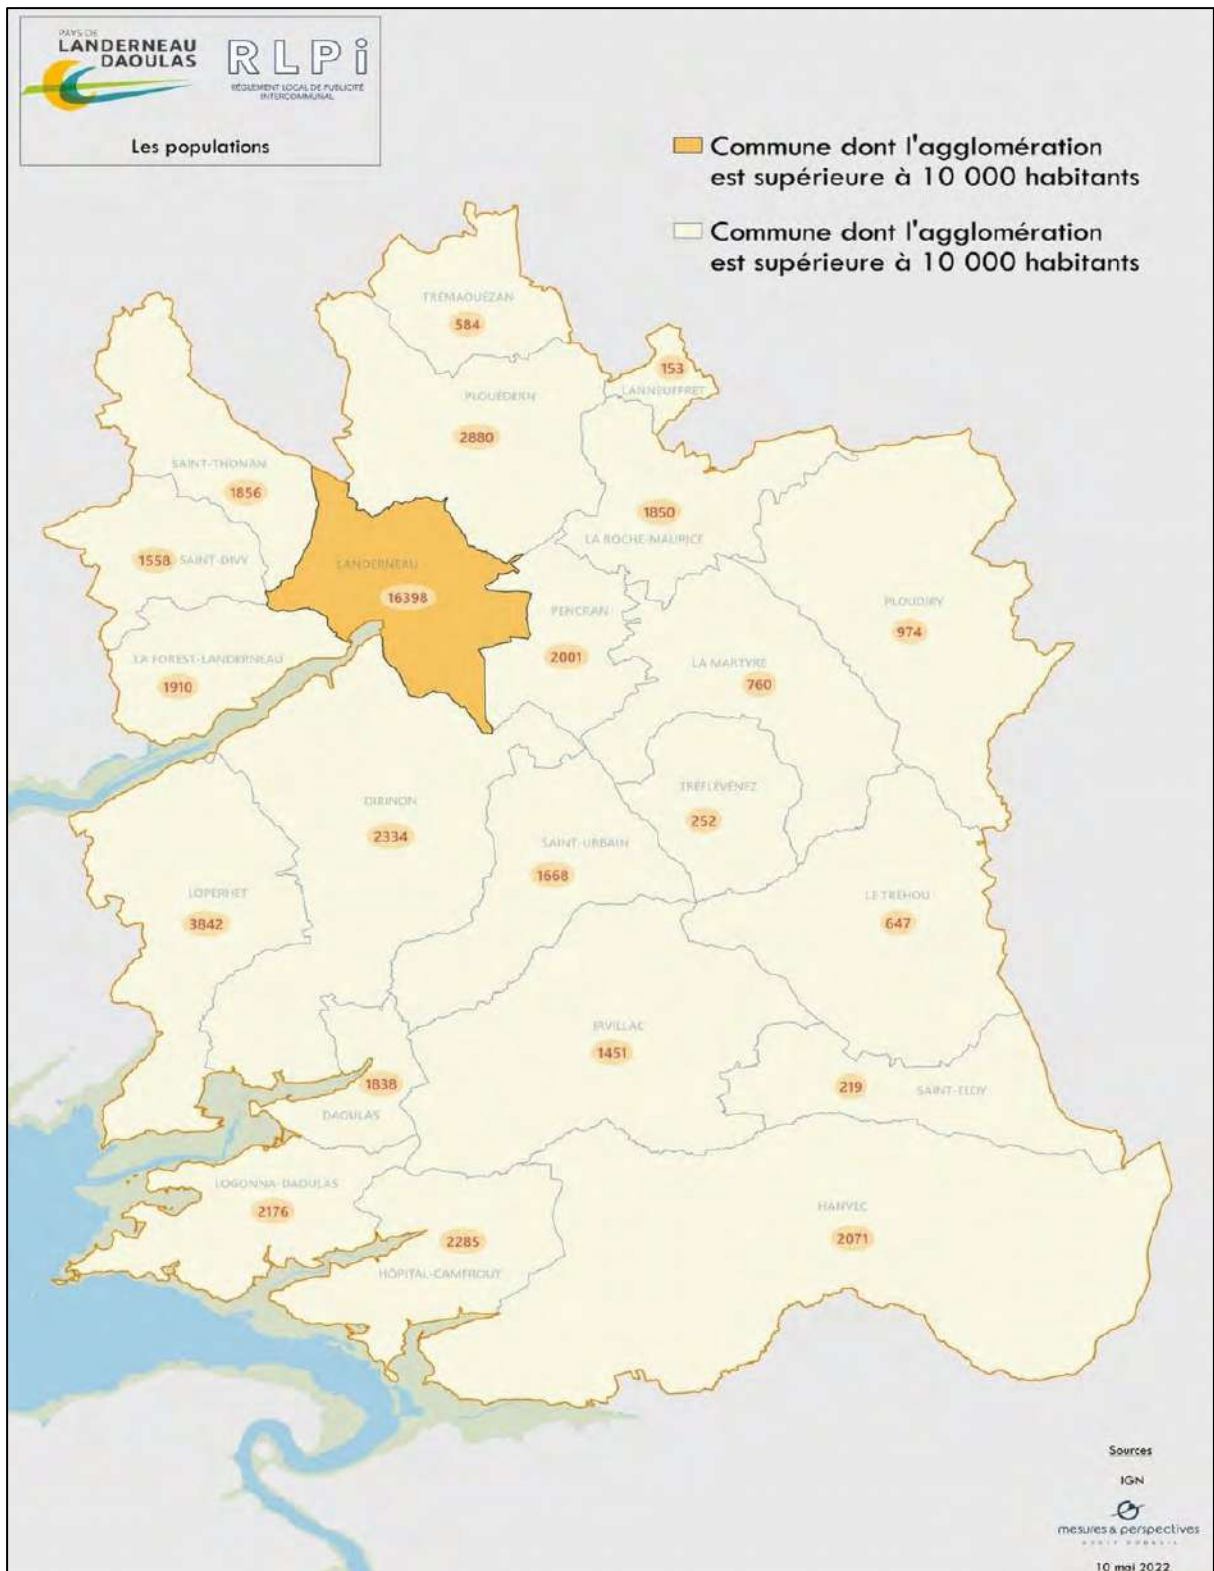 PAYS DE
LANDERNEAU
DAOULAS
RLPi
RÈGLEMENT LOCAL DE PUBLICITÉ
INTERCOMMUNAL
Les populations
Commune dont l'agglomération
est supérieure à 10 000 habitants
Commune dont l'agglomération
est supérieure à 10 000 habitants
TRÉMAOUÉZAN
584
153
LANNEUFFRET
PLOUÉDERN
2880
SAINT-THONAN
1856
1850
LA ROCHE-MAURICE
1558 SAINT-DIVY
LANDERNEAU
16398
PENCRAN
2001
PLOUDIRY
974
LA FOREST-LANDERNEAU
1910
LA MARTYRE
760
TRÉFLÉVÉNEZ
252
DIRINON
2334
SAINT-URBAIN
1668
LOPERHET
3842
LE TRÉHOU
647
IRVILLAC
1451
1838
DAOULAS
219
SAINT-ELOY
LOGONNA-DAOULAS
2176
HANVEC
2071
2285
HÔPITAL-CAMFROUT
Sources
IGN
mesures & perspectives
10 mai 2022